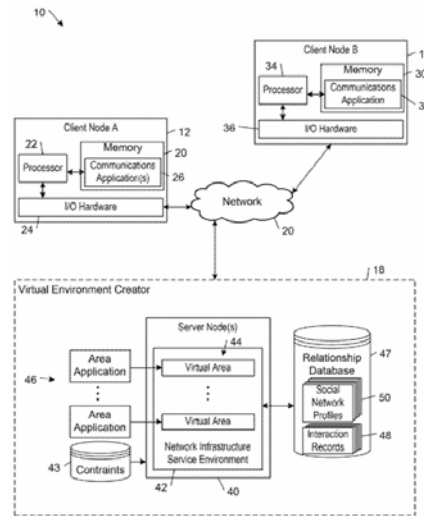 10
Client Node B
1
34
Memory
30
Processor
Communications
Application
3
36
I/O Hardware
Client Node A
12
22
Memory
20
Processor
Communications
Application(s)
26
I/O Hardware
24
Network
20
18
Virtual Environment Creator
Server Node(s)
47
44
Relationship
Database
Area
Application
Virtual Area
46
Social
Network
Profiles
50
Area
Application
Virtual Area
Interaction
Records
48
43
Contraints
Network Infrastructure
Service Environment
42
40